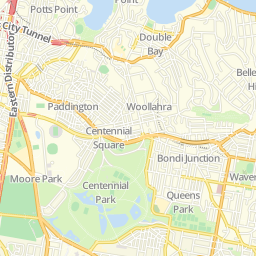 Potts Point
Point
City Tunnel
Double
Bay
Eastern Distributor
Belle
Hi
Paddington
Woollahra
Centennial
Square
Bondi Junction
Moore Park
Centennial
Park
Queens
Park
Waver